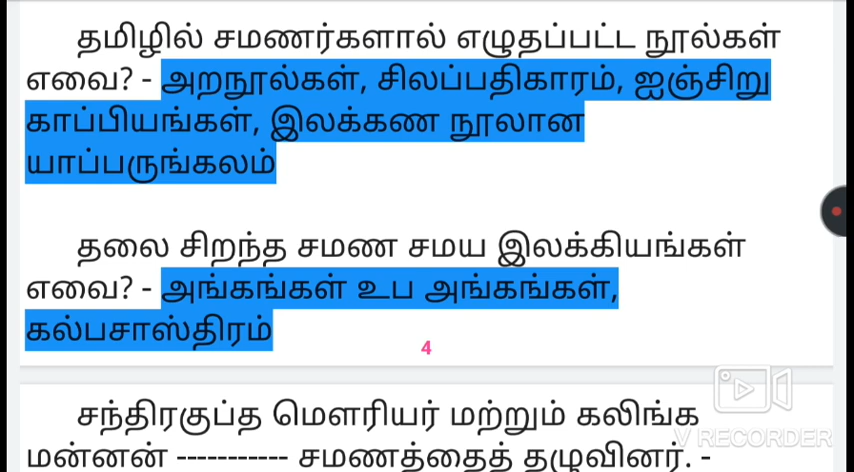 தமிழில் சமணர்களால் எழுதப்பட்ட நூல்கள்
எவை? - அறநூல்கள், சிலப்பதிகாரம், ஐஞ்சிறு
காப்பியங்கள், இலக்கண நூலான
யாப்பருங்கலம்
தலை சிறந்த சமண சமய இலக்கியங்கள்
எவை? - அங்கங்கள் உப அங்கங்கள்,
கல்பசாஸ்திரம்
4
சந்திரகுப்த மௌரியர் மற்றும் கலிங்க
மன்னன் ----------- சமணத்தைத் தழுவினர். -
V RECORDER